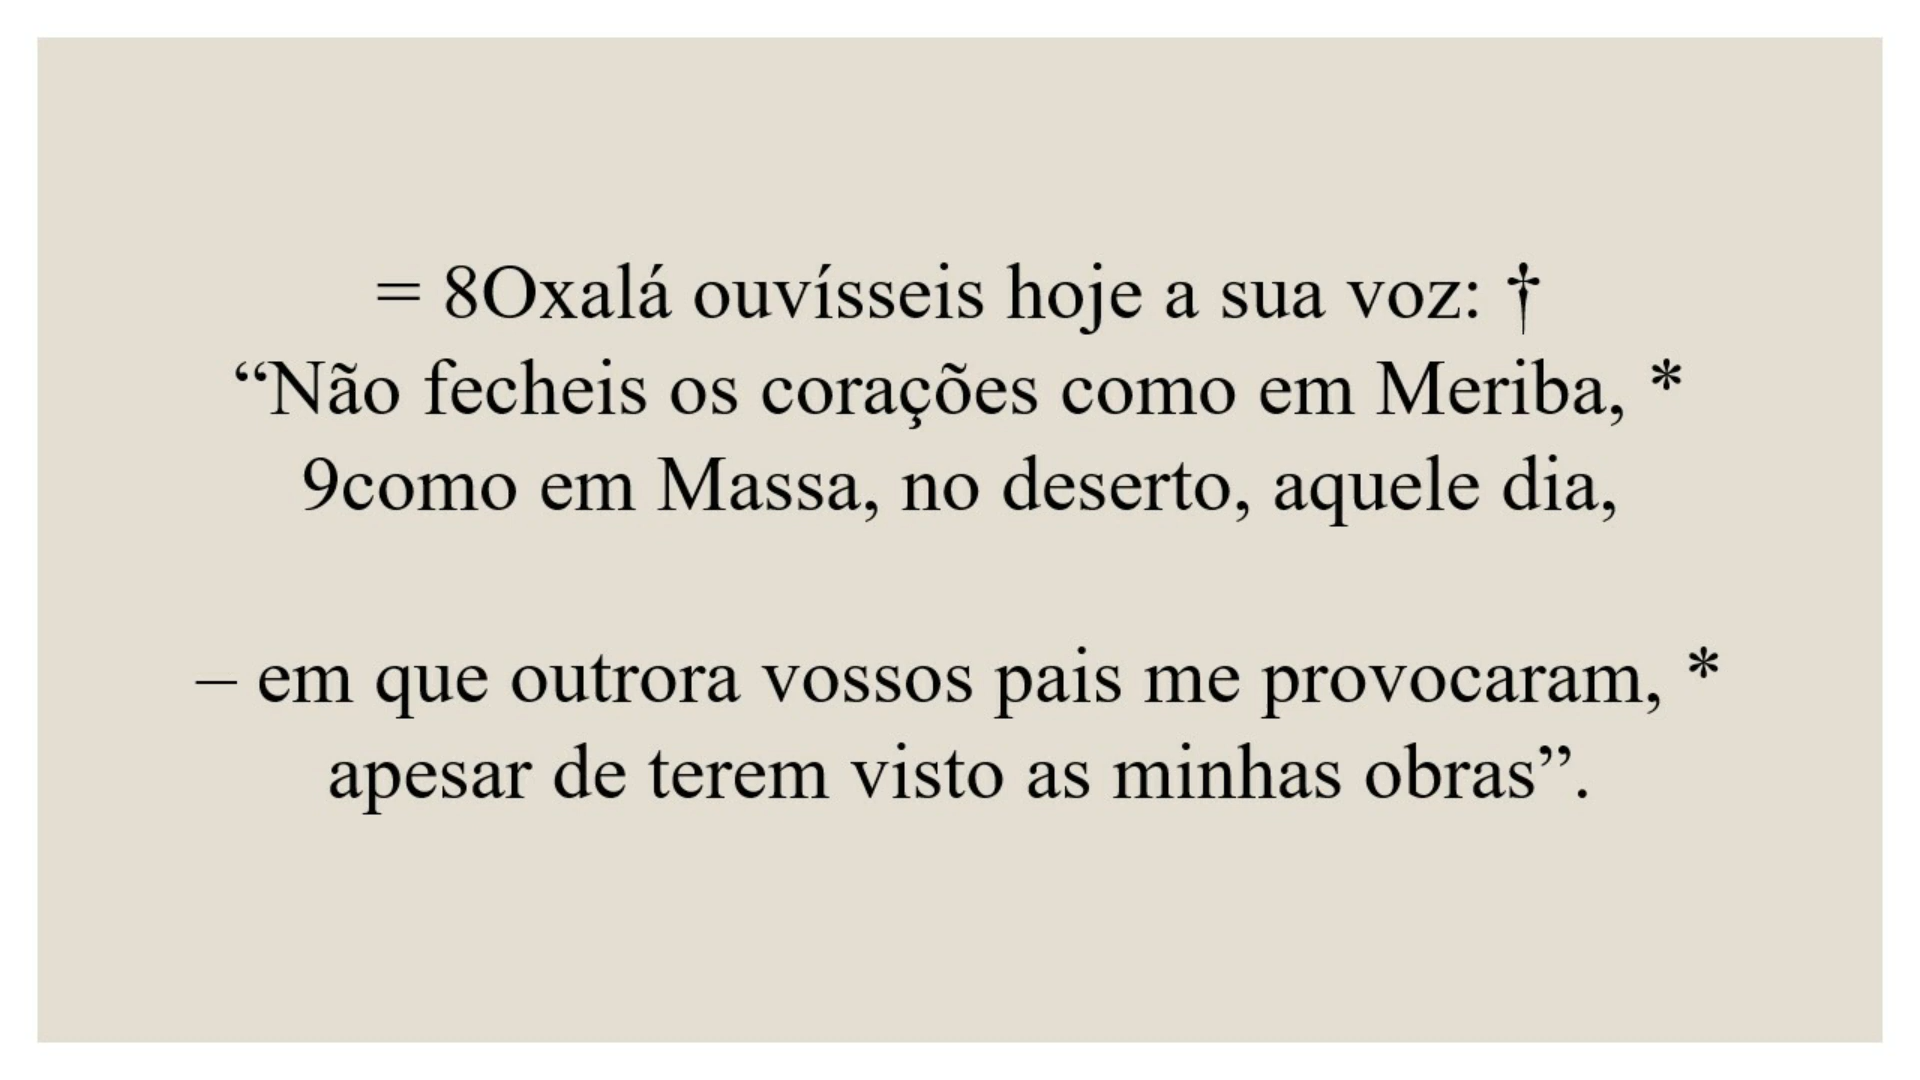 = 8Oxalá ouvísseis hoje a sua voz: †
“Não fecheis os corações como em Meriba, *
9como em Massa, no deserto, aquele dia,
– em que outrora vossos pais me provocaram, *
apesar de terem visto as minhas obras”.